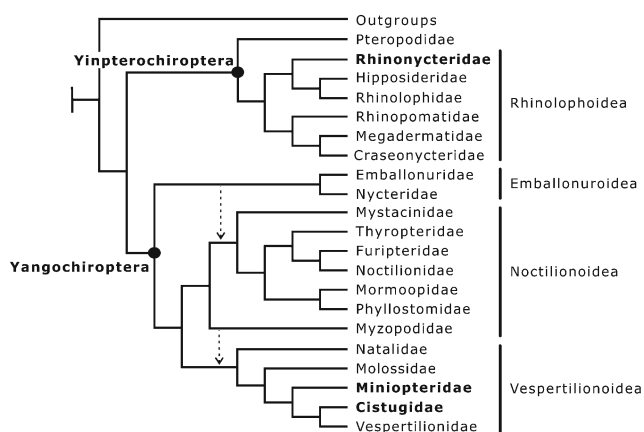 Outgroups
Pteropodidae
Yinpterochiroptera
Rhinonycteridae
Hipposideridae
Rhinolophidae
Rhinolophoidea
Rhinopomatidae
Megadermatidae
Craseonycteridae
Emballonuridae
Emballonuroidea
Nycteridae
Mystacinidae
Thyropteridae
Furipteridae
Yangochiroptera
Noctilionidae
Noctilionoidea
Mormoopidae
Phyllostomidae
Myzopodidae
Natalidae
Molossidae
Miniopteridae
Vespertilionoidea
Cistugidae
Vespertilionidae